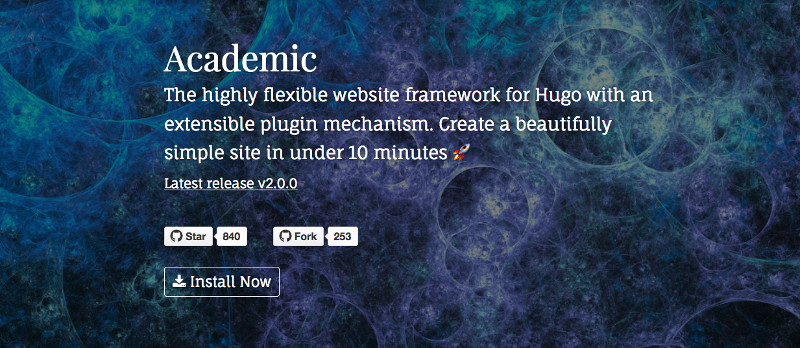 Academic
The highly flexible website framework for Hugo with an
extensible plugin mechanism. Create a beautifully
simple site in under 10 minutes 🚀
Latest release v2.0.0
Star 840 Fork 253
Install Now